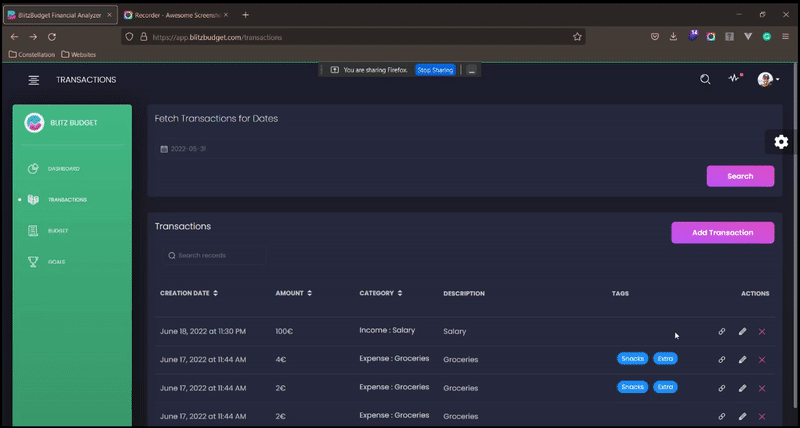 BlitzBudget Financial Analyzer
Recorder - Awesome Screensho
https://app.blitzbudget.com/transactions
14
Constellation
Websites
TRANSACTIONS
You are sharing Firefox.
Stop Sharing
BLITZ BUDGET
DASHBOARD
TRANSACTIONS
BUDGET
GOALS
Fetch Transactions for Dates
2022-05-31
Search
Transactions
Add Transaction
Search records
CREATION DATE AMOUNT CATEGORY DESCRIPTION TAGS ACTIONS
June 18, 2022 at 11:30 PM 100€ Income : Salary Salary
June 17, 2022 at 11:44 AM 4€ Expense : Groceries Groceries Snacks Extra
June 17, 2022 at 11:44 AM 2€ Expense : Groceries Groceries Snacks Extra
June 17, 2022 at 11:44 AM 2€ Expense : Groceries Groceries